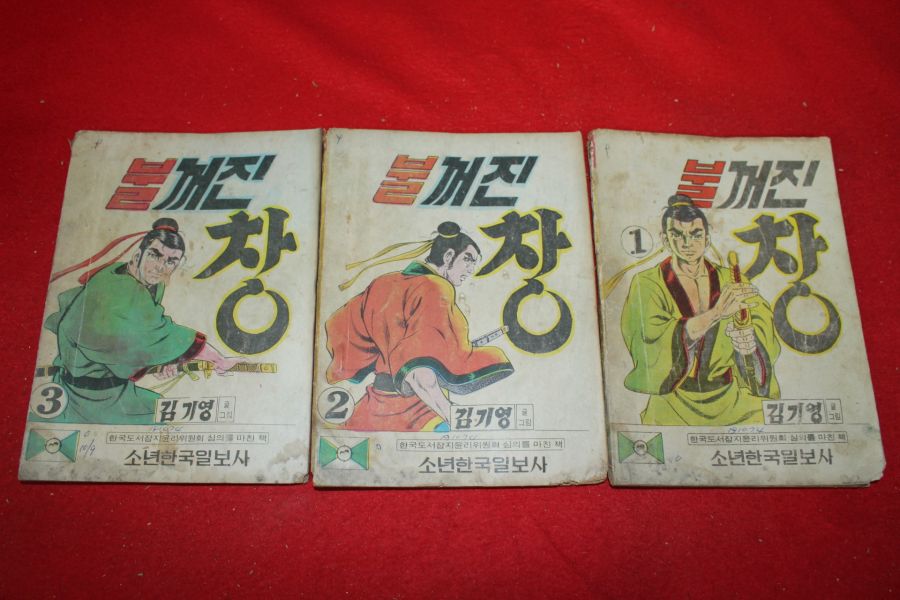 불꺼진
창
3
김기영
글
그림
한국도서잡지윤리위원회 심의를 마친 책
소년한국일보사
10/9
불꺼진
창
2
김기영
글
그림
한국도서잡지윤리위원회 심의를 마친 책
소년한국일보사
불꺼진
창
1
김기영
글
그림
한국도서잡지윤리위원회 심의를 마친 책
소년한국일보사